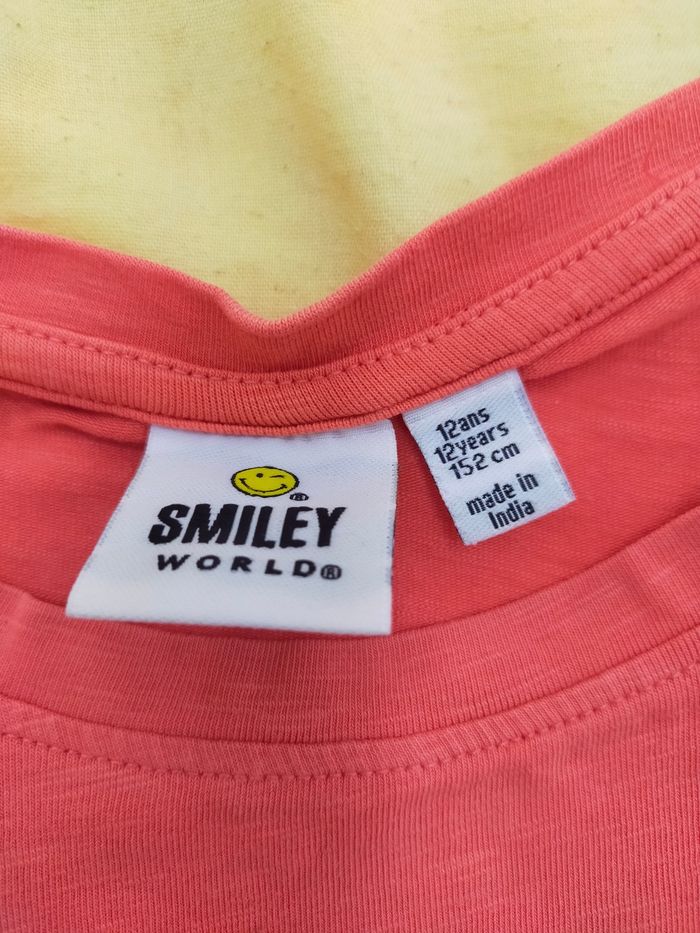 SMILEY ®
WORLD®
12ans
12years
152 cm
made in
India